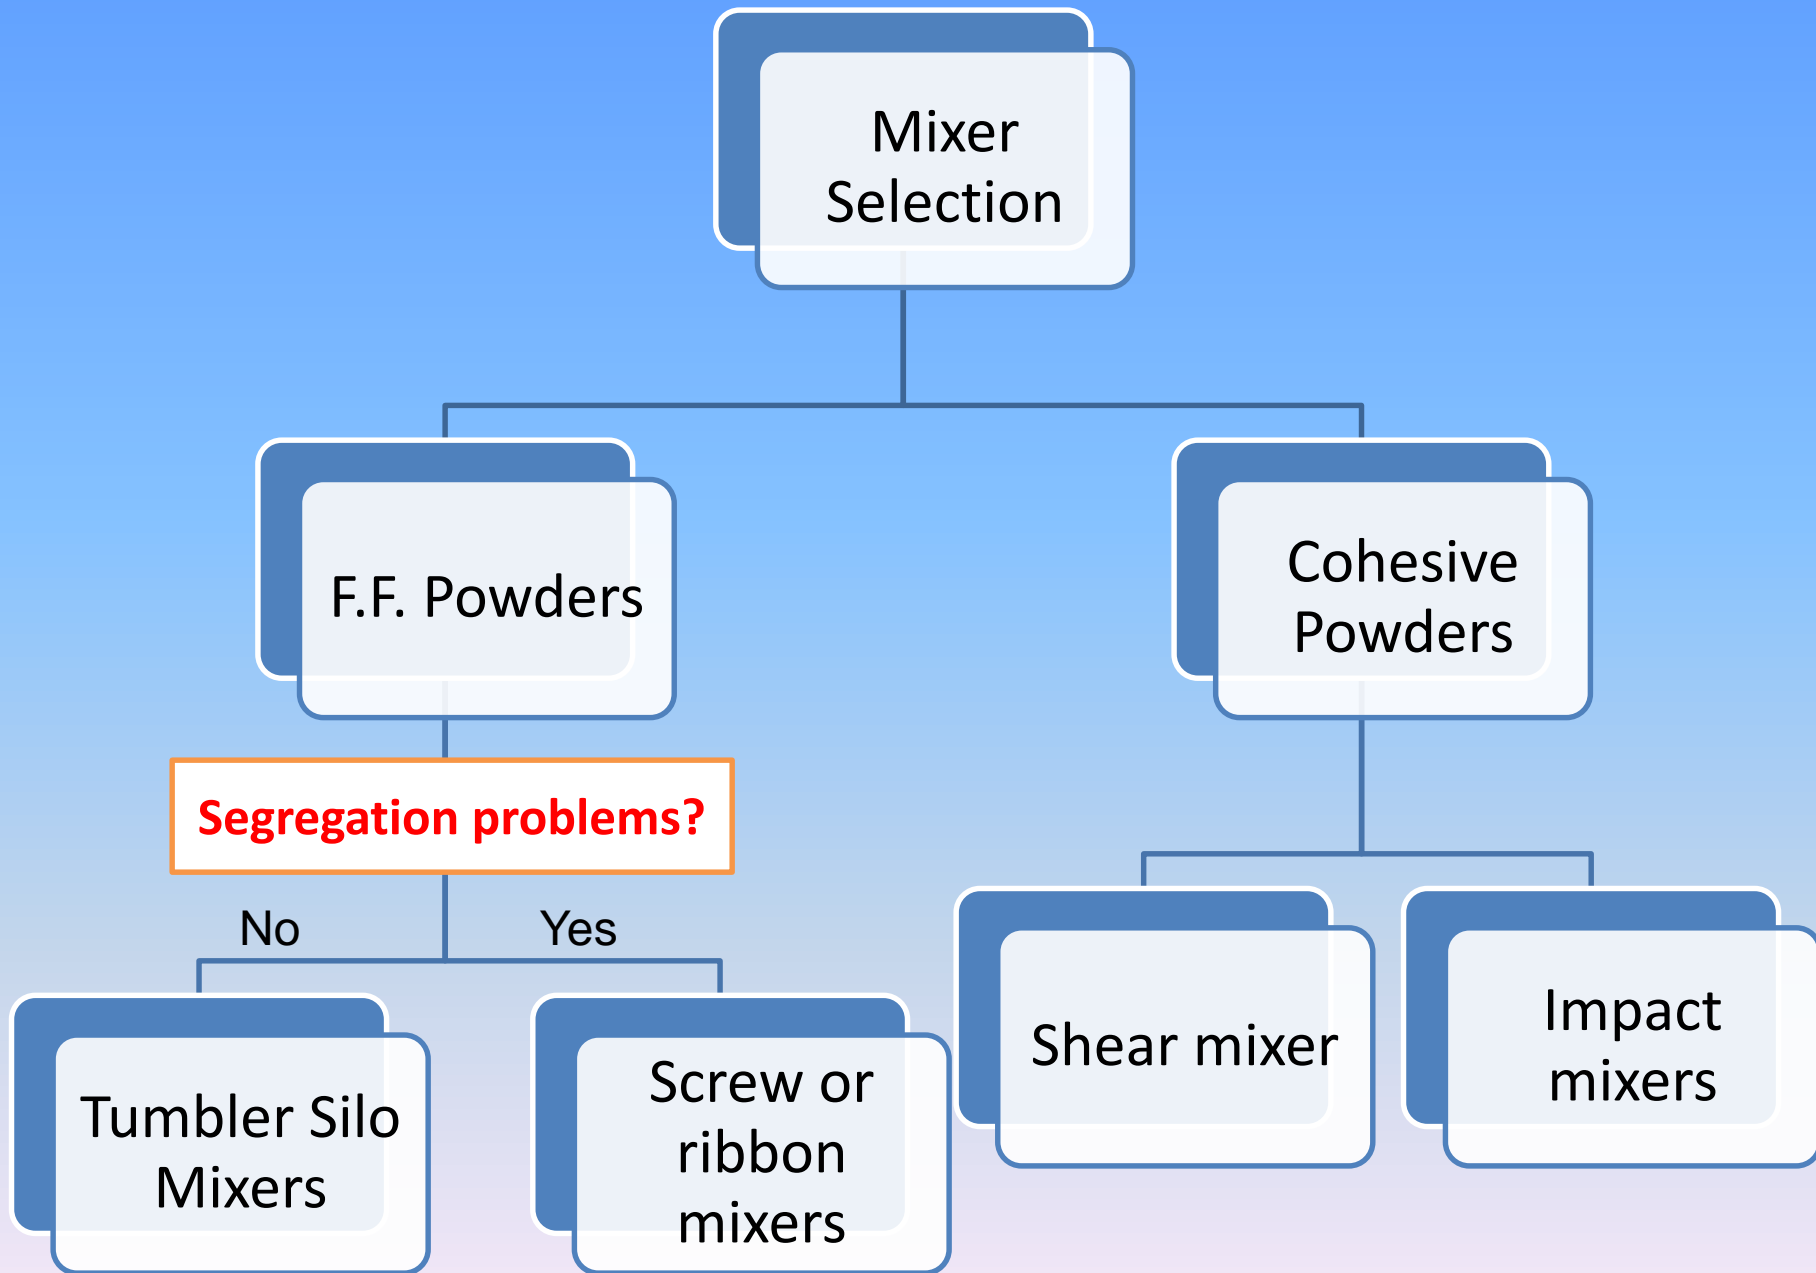 Mixer
Selection
F.F. Powders
Cohesive
Powders
Segregation problems?
No
Yes
Tumbler Silo
Mixers
Screw or
ribbon
mixers
Shear mixer
Impact
mixers